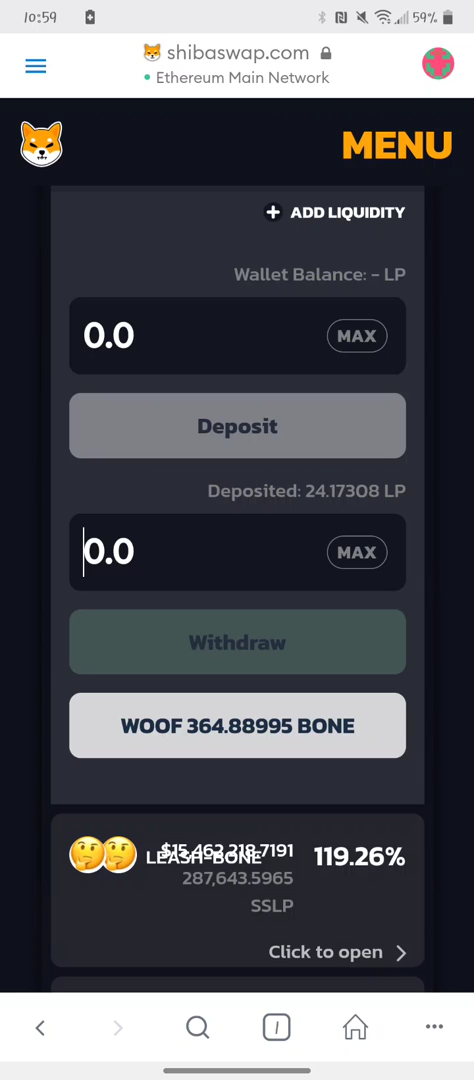 10:59
59%
shibaswap.com
Ethereum Main Network
MENU
ADD LIQUIDITY
Wallet Balance: - LP
0.0
MAX
Deposit
Deposited: 24.17308 LP
0.0
MAX
Withdraw
WOOF 364.88995 BONE
$15,462,218.7191
LEASH-BONE
119.26%
287,643.5965
SSLP
Click to open